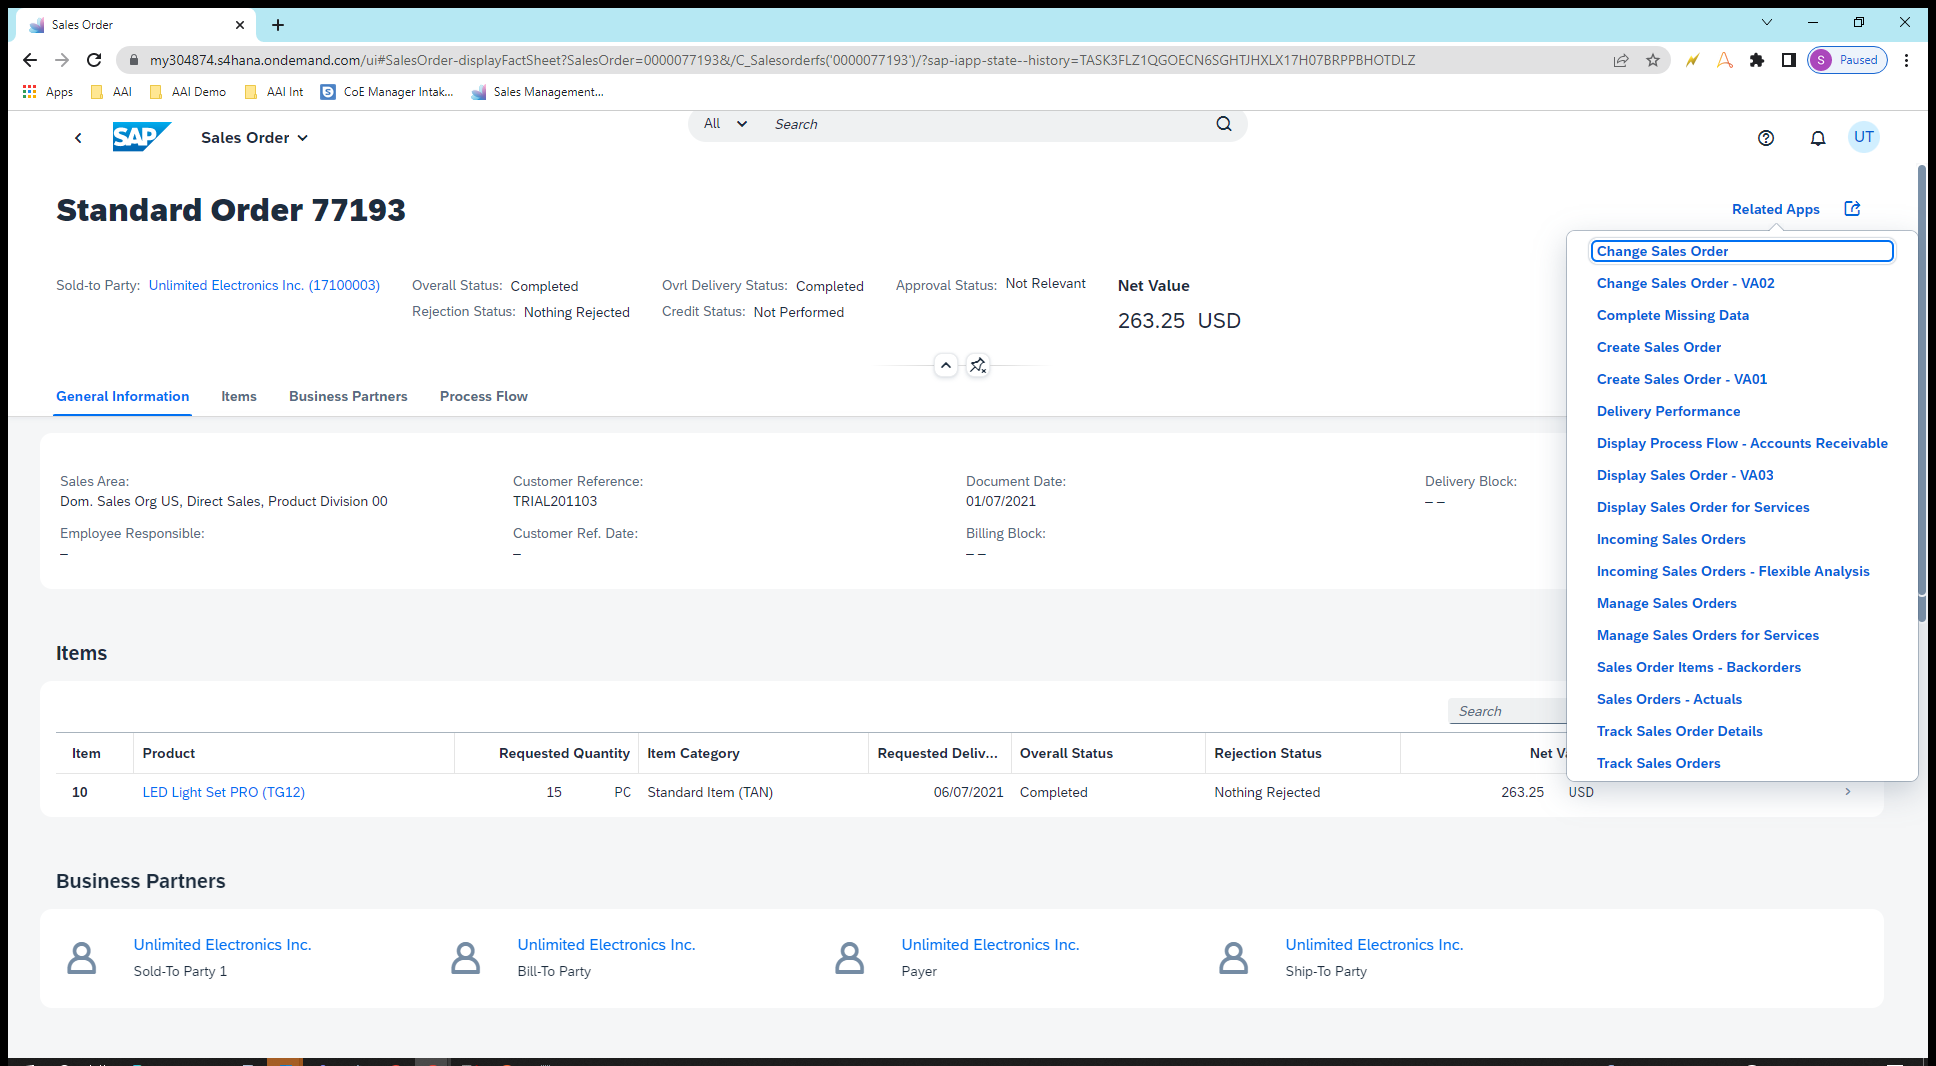 Sales Order
my304874.s4hana.ondemand.com/ui#SalesOrder-displayFactSheet?SalesOrder=0000077193&/C_Salesorderfs('0000077193')/?sap-iapp-state--history=TASK3FLZ1QGOECN6SGHTJHXLX17H07BRPPBHOTDLZ
S Paused
Apps AAI AAI Demo AAI Int CoE Manager Intak... Sales Management...
SAP Sales Order All Search UT
Standard Order 77193
Related Apps
Sold-to Party: Unlimited Electronics Inc. (17100003)
Overall Status: Completed
Rejection Status: Nothing Rejected
Ovrl Delivery Status: Completed
Credit Status: Not Performed
Approval Status: Not Relevant
Net Value
263.25 USD
Change Sales Order
Change Sales Order - VA02
Complete Missing Data
Create Sales Order
Create Sales Order - VA01
Delivery Performance
Display Process Flow - Accounts Receivable
Display Sales Order - VA03
Display Sales Order for Services
Incoming Sales Orders
Incoming Sales Orders - Flexible Analysis
Manage Sales Orders
Manage Sales Orders for Services
Sales Order Items - Backorders
Sales Orders - Actuals
Track Sales Order Details
Track Sales Orders
General Information Items Business Partners Process Flow
Sales Area:
Dom. Sales Org US, Direct Sales, Product Division 00
Employee Responsible:
–
Customer Reference:
TRIAL201103
Customer Ref. Date:
–
Document Date:
01/07/2021
Billing Block:
– –
Delivery Block:
– –
Items
Search
Item Product Requested Quantity Item Category Requested Deliv... Overall Status Rejection Status Net
10 LED Light Set PRO (TG12) 15 PC Standard Item (TAN) 06/07/2021 Completed Nothing Rejected 263.25 USD
Business Partners
Unlimited Electronics Inc.
Sold-To Party 1
Unlimited Electronics Inc.
Bill-To Party
Unlimited Electronics Inc.
Payer
Unlimited Electronics Inc.
Ship-To Party